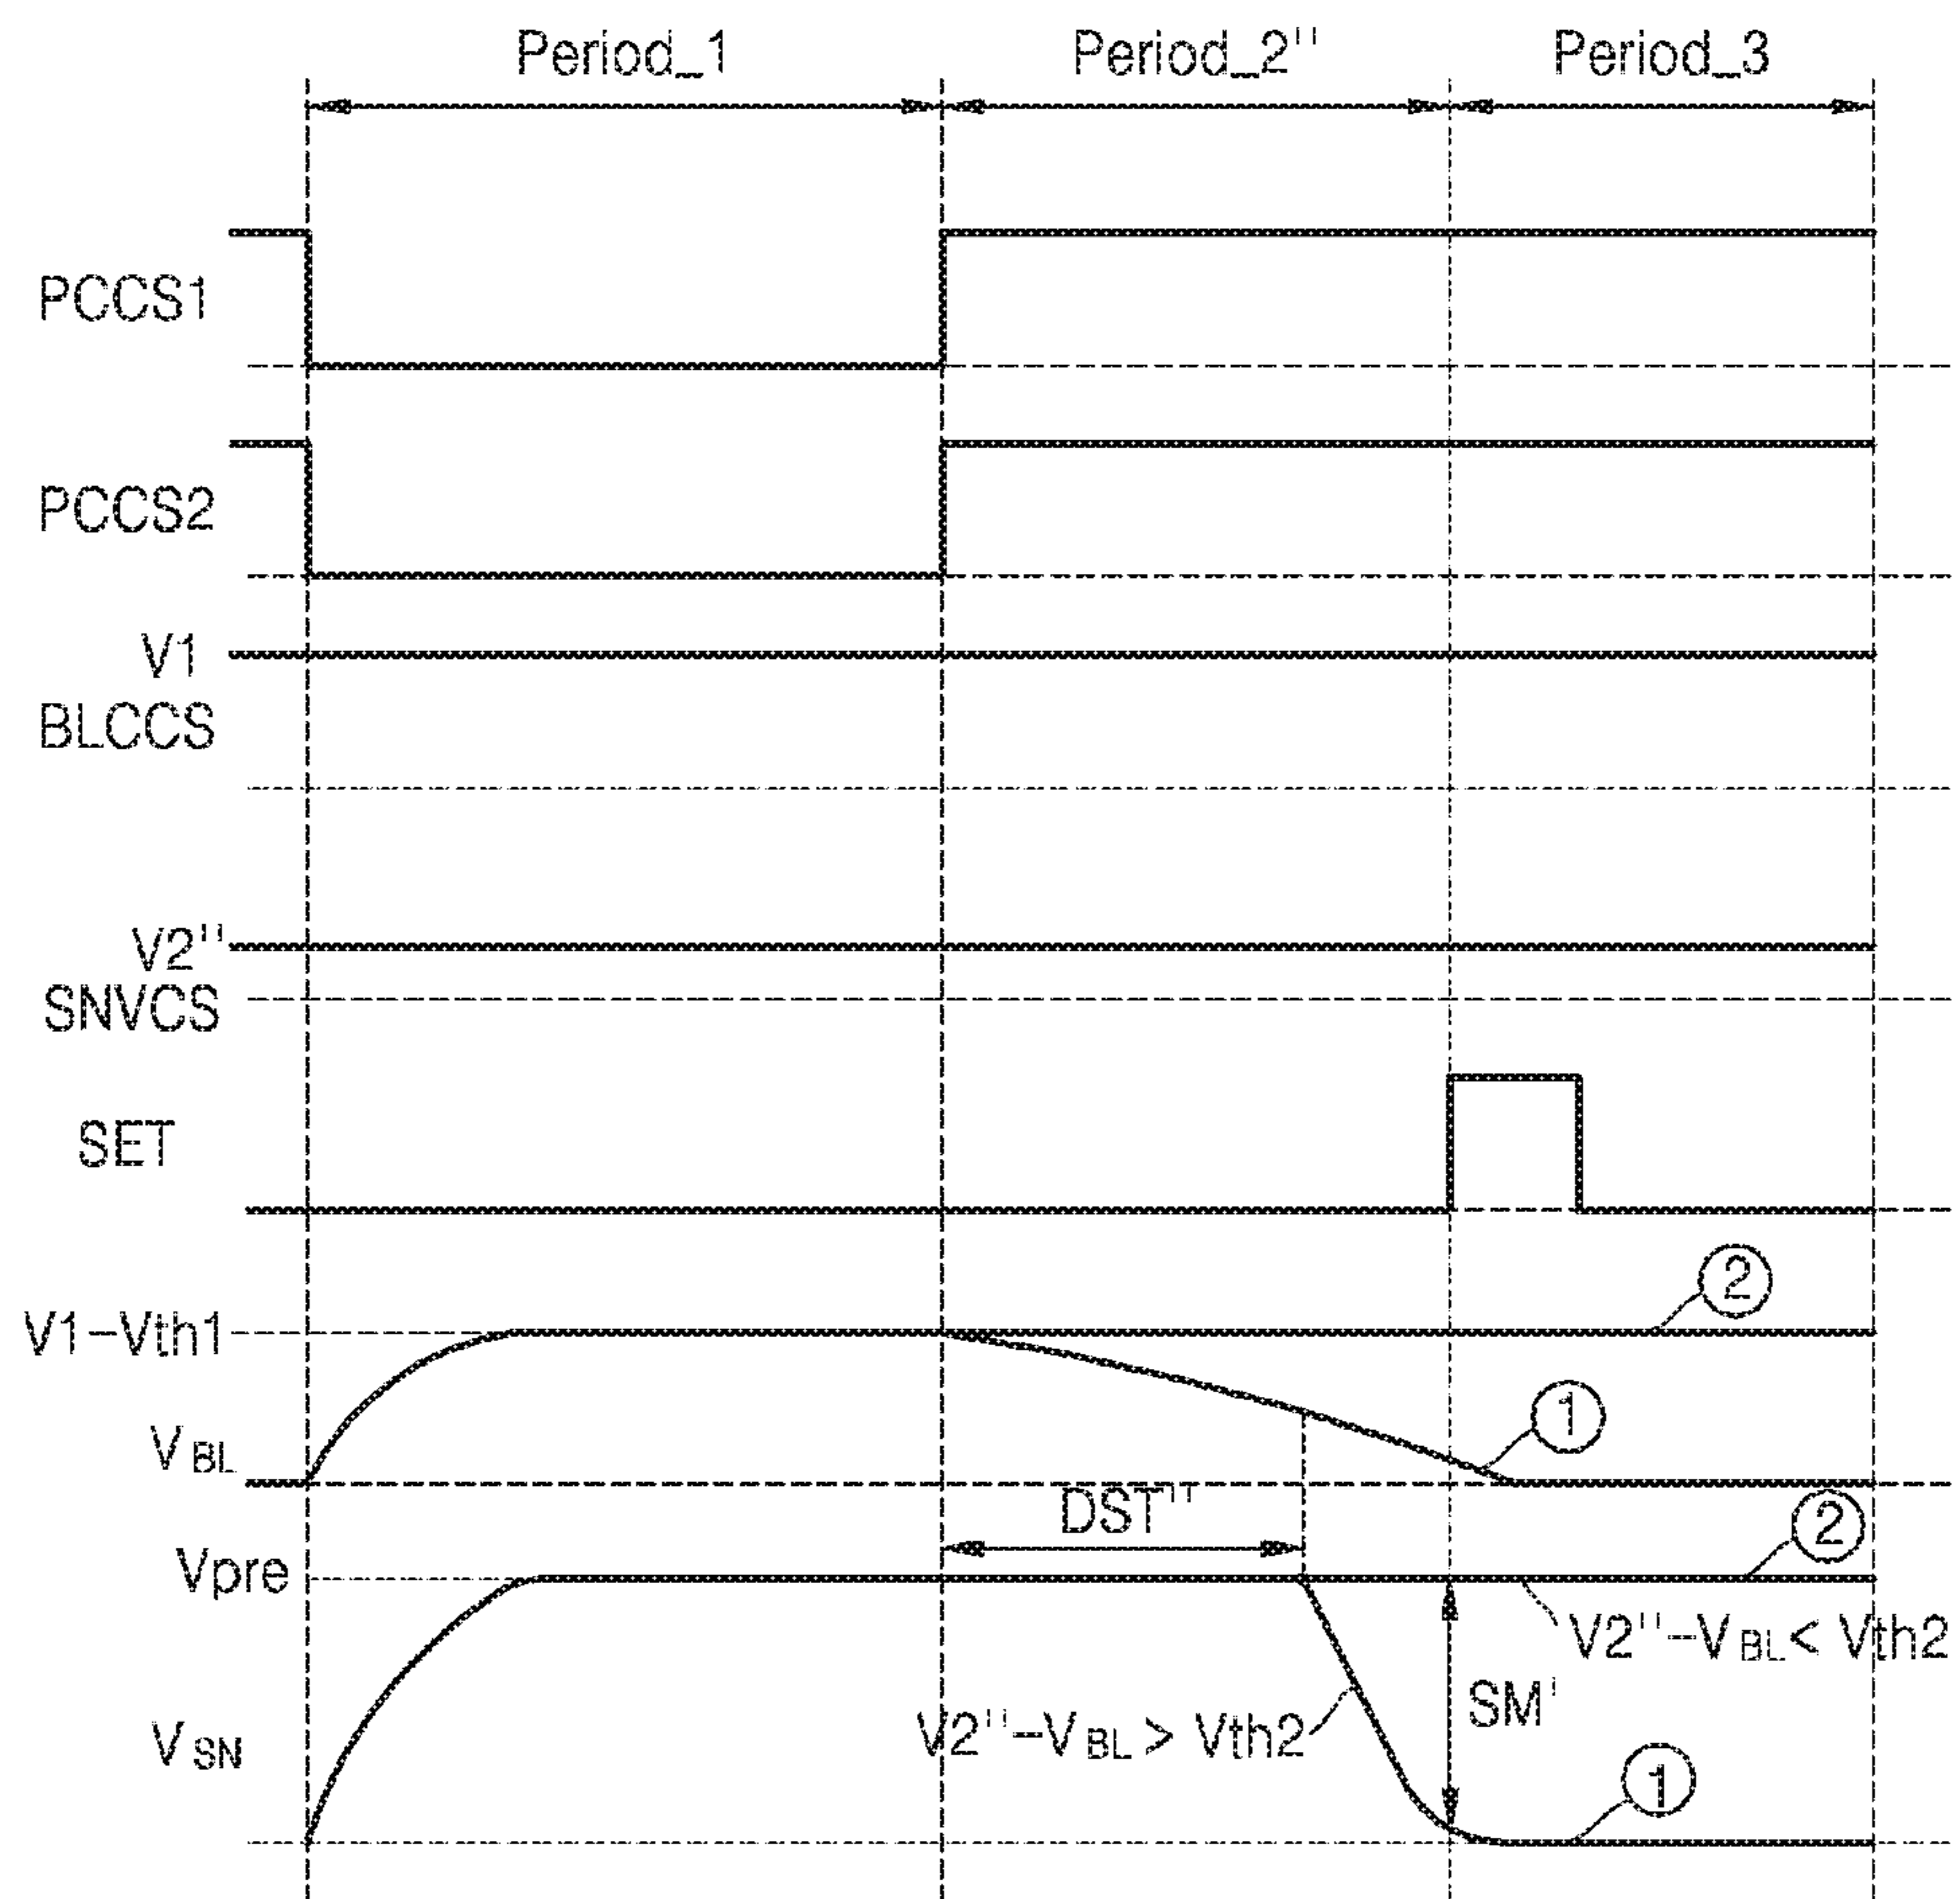 Period_1 Period_2'' Period_3
PCCS1
PCCS2
V1
BLCCS
V2''
SNVCS
SET
②
V1-Vth1
①
VBL
DST''
②
Vpre
V2''-VBL < Vth2
SM'
V2''-VBL > Vth2
VSN
①